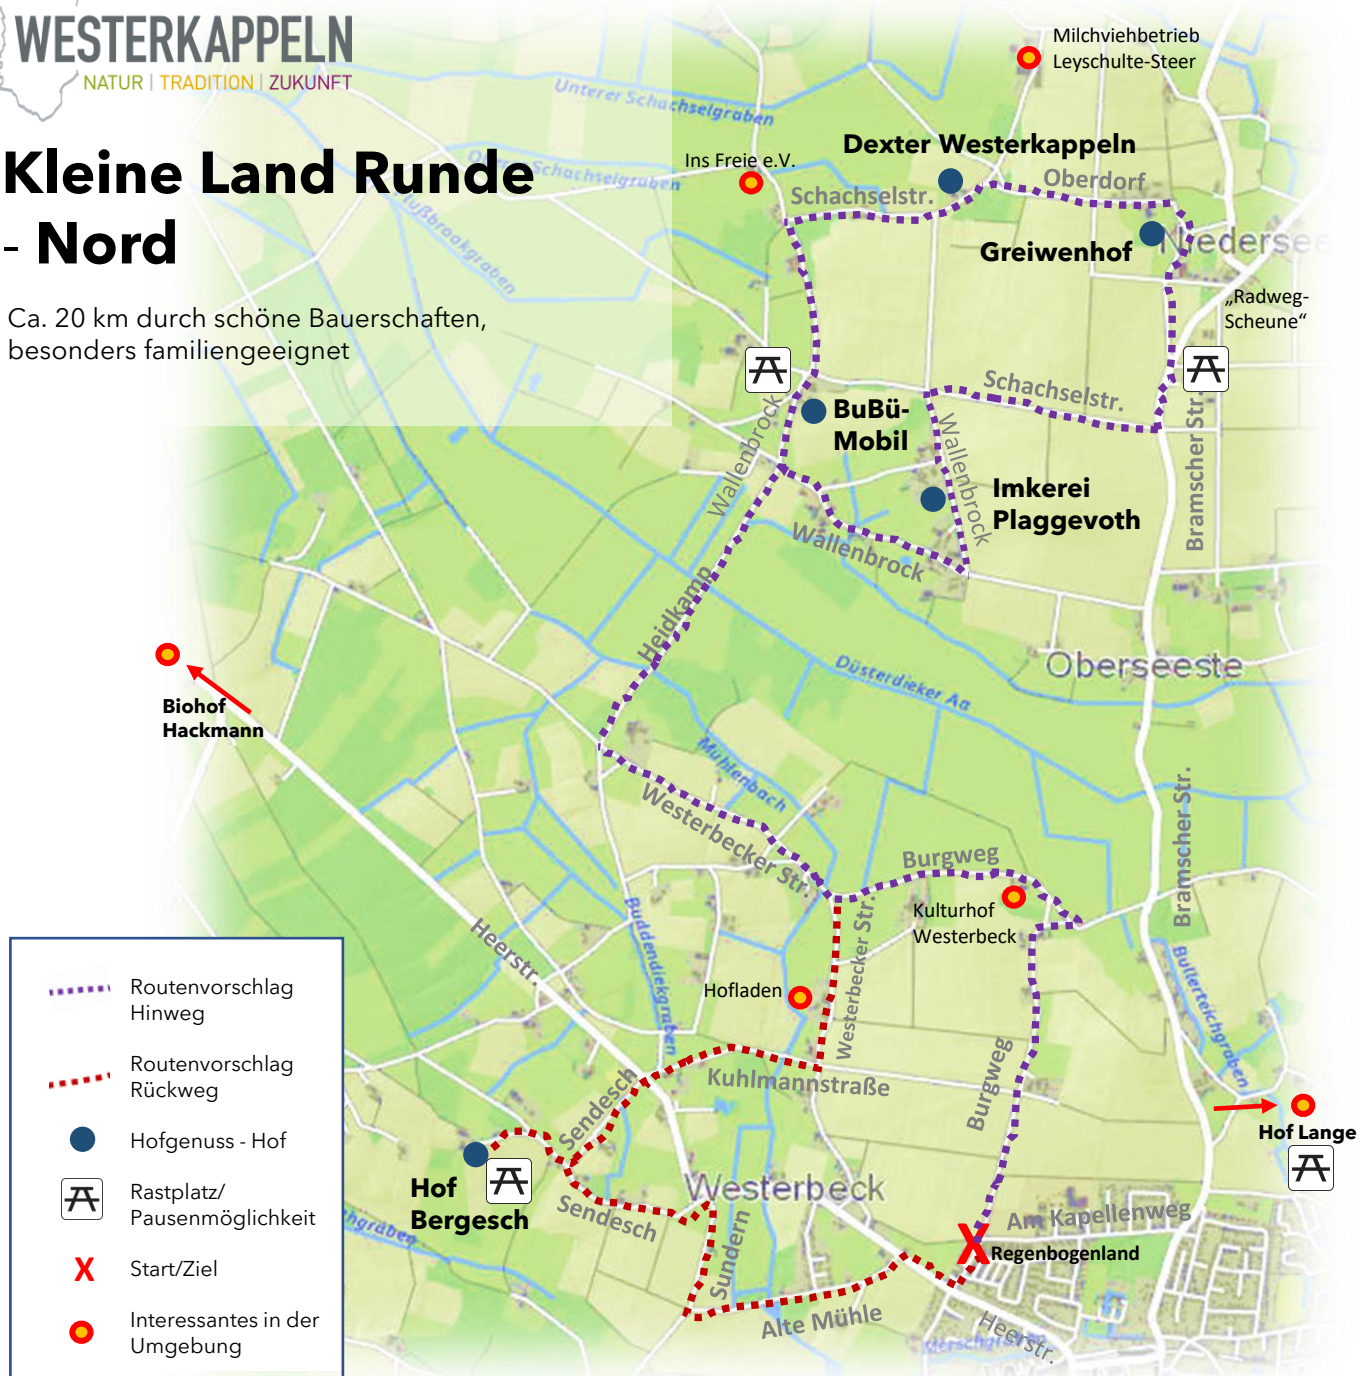 WESTERKAPPELN
NATUR | TRADITION | ZUKUNFT
Kleine Land Runde
- Nord
Ca. 20 km durch schöne Bauerschaften,
besonders familiengeeignet
Milchviehbetrieb
Leyschulte-Steer
Unterer Schachselgraben
Schachselgraben
Ins Freie e.V.
Dexter Westerkappeln
Schachselstr.
Oberdorf
Greiwenhof
„Radweg-
Scheune“
Schachselstr.
Bramscher Str.
BuBü-
Mobil
Wallenbrock
Wallenbrock
Imkerei
Plaggevoth
Wallenbrock
Heidkamp
Düsterdieker Aa
Oberseeste
Biohof
Hackmann
Mühlenbach
Westerbecker Str.
Bramscher Str.
Burgweg
Kulturhof
Westerbeck
Westerbecker Str.
Heerstr.
Buddendiekgraben
Hofladen
Bullerteichgraben
Kuhlmannstraße
Burgweg
Sendesch
Hof Lange
Hof
Bergesch
Sendesch
Westerbeck
Sundern
Am Kapellenweg
X
Regenbogenland
Alte Mühle
Heerstr.
Routenvorschlag
Hinweg
Routenvorschlag
Rückweg
Hofgenuss - Hof
Rastplatz/
Pausenmöglichkeit
X
Start/Ziel
Interessantes in der
Umgebung